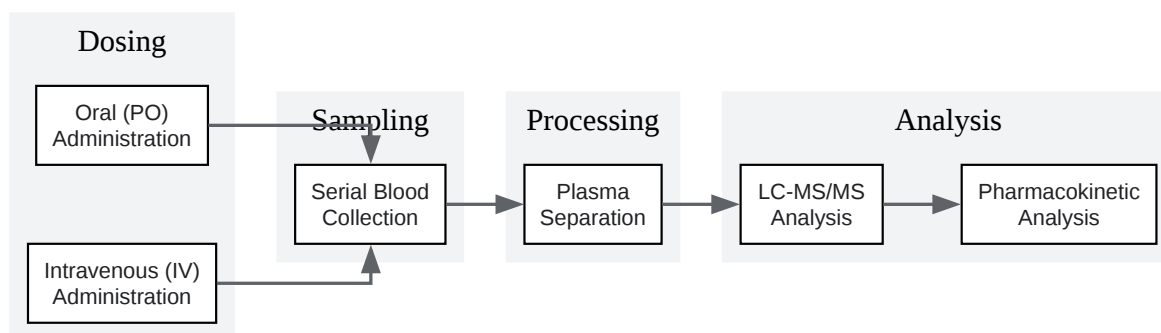 Dosing
Oral (PO)
Administration
Intravenous (IV)
Administration
Sampling
Serial Blood
Collection
Processing
Plasma
Separation
Analysis
LC-MS/MS
Analysis
Pharmacokinetic
Analysis